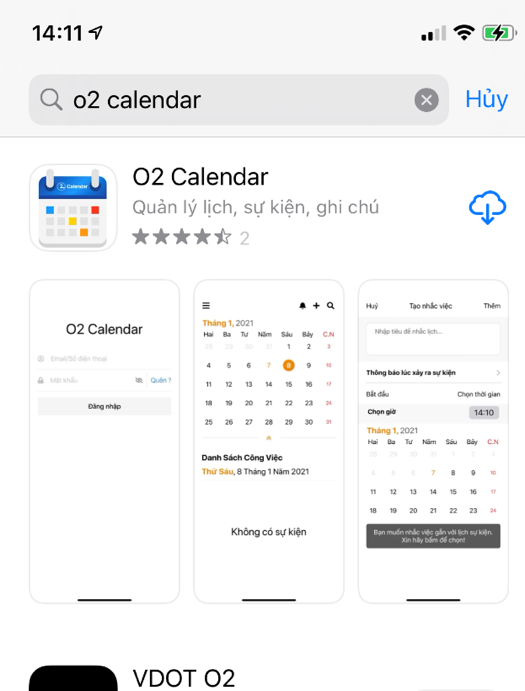 14:11
o2 calendar
Hủy
Calendar
O2 Calendar
Quản lý lịch, sự kiện, ghi chú
2
O2 Calendar
Email/Số điện thoại
Mật khẩu
Quên ?
Đăng nhập
Tháng 1, 2021
Hai Ba Tư Năm Sáu Bảy C.N
28 29 30 31 1 2 3
4 5 6 7 8 9 10
11 12 13 14 15 16 17
18 19 20 21 22 23 24
25 26 27 28 29 30 31
Danh Sách Công Việc
Thứ Sáu, 8 Tháng 1 Năm 2021
Không có sự kiện
Huỷ Tạo nhắc việc Thêm
Nhập tiêu đề nhắc lịch...
Thông báo lúc xảy ra sự kiện
Bắt đầu Chọn thời gian
Chọn giờ 14:10
Tháng 1, 2021
Hai Ba Tư Năm Sáu Bảy C.N
28 29 30 31 1 2 3
4 5 6 7 8 9 10
11 12 13 14 15 16 17
18 19 20 21 22 23 24
Bạn muốn nhắc việc gắn với lịch sự kiện.
Xin hãy bấm để chọn!
VDOT O2